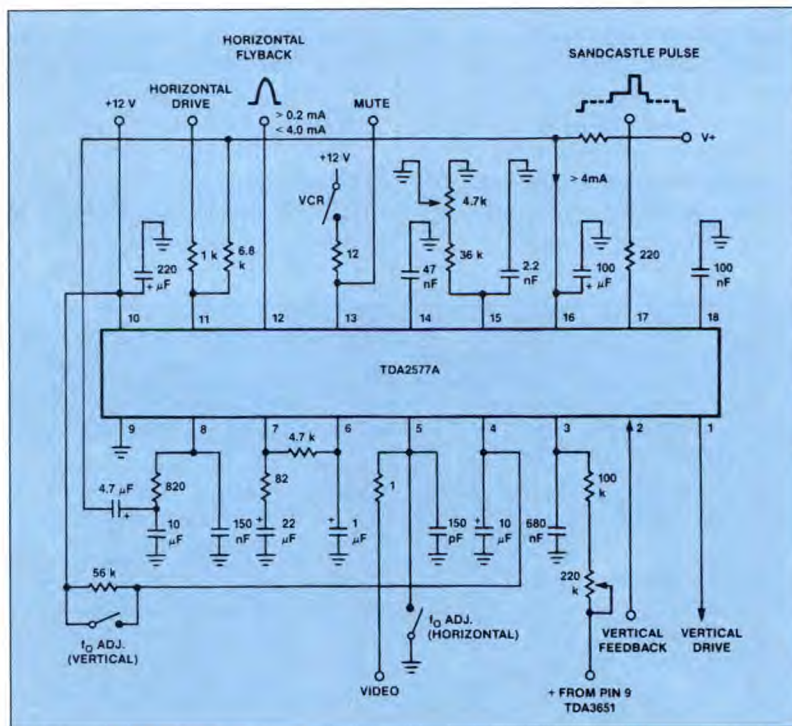 HORIZONTAL
FLYBACK
SANDCASTLE PULSE
HORIZONTAL
DRIVE
+12 V
MUTE
> 0.2 mA
< 4.0 mA
V+
+12 V
VCR
> 4mA
4.7k
220
+ µF
1 k
6.8
k
12
47
nF
36 k
2.2
nF
100
+ µF
220
100
nF
10
11
12
13
14
15
16
17
18
TDA2577A
9
8
7
6
5
4
3
2
1
4.7 k
4.7 µF
+
820
82
1
100
k
10
µF
150
nF
+
22
µF
+
1
µF
150
pF
+
10
µF
680
nF
56 k
220
k
fO ADJ.
(VERTICAL)
fO ADJ.
(HORIZONTAL)
VERTICAL
FEEDBACK
VERTICAL
DRIVE
VIDEO
+ FROM PIN 9
TDA3651